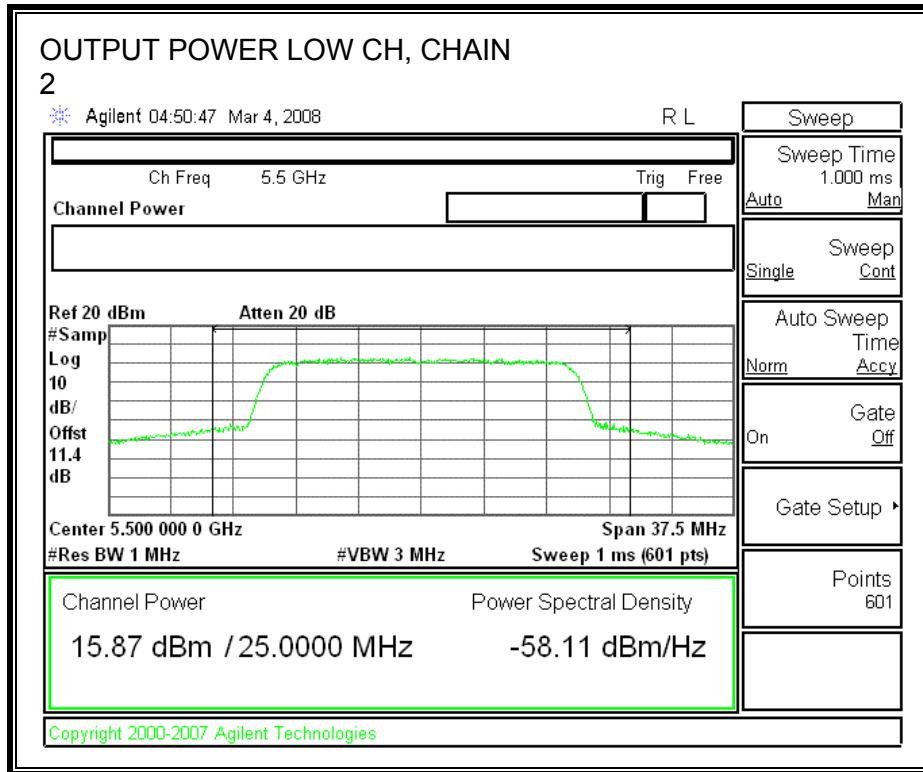 OUTPUT POWER LOW CH, CHAIN
2
Agilent 04:50:47 Mar 4, 2008 R L
Ch Freq 5.5 GHz Trig Free
Channel Power
Ref 20 dBm Atten 20 dB
#Samp
Log
10
dB/
Offst
11.4
dB
Center 5.500 000 0 GHz Span 37.5 MHz
#Res BW 1 MHz #VBW 3 MHz Sweep 1 ms (601 pts)
Channel Power Power Spectral Density
15.87 dBm / 25.0000 MHz -58.11 dBm/Hz
Copyright 2000-2007 Agilent Technologies
Sweep
Sweep Time
1.000 ms
Auto Man
Sweep
Single Cont
Auto Sweep
Time
Norm Accy
Gate
On Off
Gate Setup
Points
601